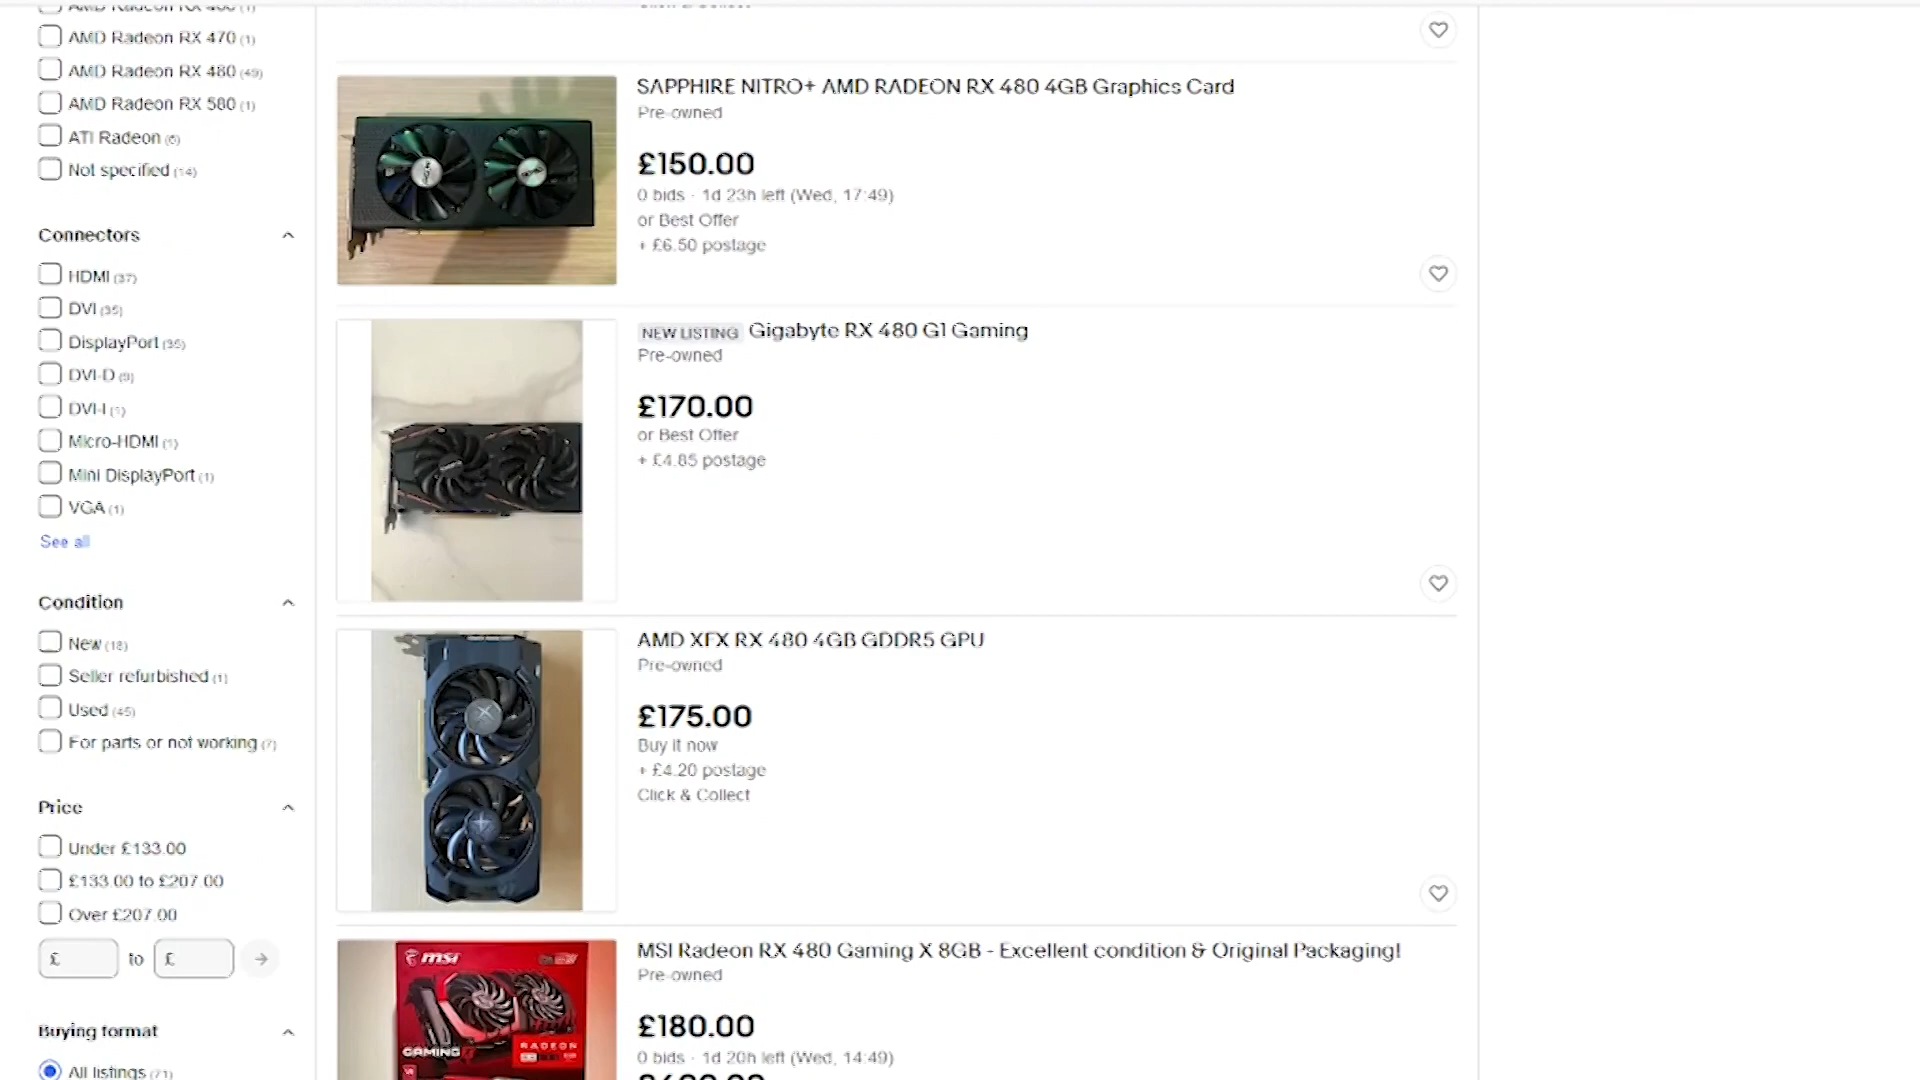 AMD Radeon RX 470 (1)
AMD Radeon RX 480 (49)
AMD Radeon RX 580 (1)
ATI Radeon (6)
Not specified (14)
Connectors
HDMI (37)
DVI (35)
DisplayPort (35)
DVI-D (9)
DVI-I (1)
Micro-HDMI (1)
Mini DisplayPort (1)
VGA (1)
See all
Condition
New (18)
Seller refurbished (1)
Used (45)
For parts or not working (7)
Price
Under £133.00
£133.00 to £207.00
Over £207.00
£ to £
Buying format
All listings (71)
SAPPHIRE NITRO+ AMD RADEON RX 480 4GB Graphics Card
Pre-owned
£150.00
0 bids · 1d 23h left (Wed, 17:49)
or Best Offer
+ £6.50 postage
NEW LISTING Gigabyte RX 480 G1 Gaming
Pre-owned
£170.00
or Best Offer
+ £4.85 postage
AMD XFX RX 480 4GB GDDR5 GPU
Pre-owned
£175.00
Buy it now
+ £4.20 postage
Click & Collect
msi
GAMING X
RADEON
MSI Radeon RX 480 Gaming X 8GB - Excellent condition & Original Packaging!
Pre-owned
£180.00
0 bids · 1d 20h left (Wed, 14:49)